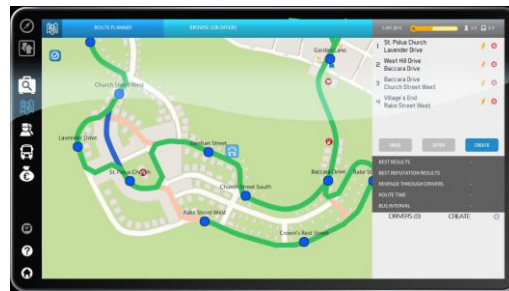 ROUTE PLANNER
BROWSE JOB OFFERS
Garden Lane
Church Street West
Lavender Drive
Gentian Street
St. Polus Church
Baccara Drive
Church Street South
Rake Street West
Crown's Rest Street
1 St. Polus Church
Lavender Drive
2 West Hill Drive
Baccara Drive
3 Baccara Drive
Church Street West
4 Village's End
Rake Street West
CREATE
BEST RESULTS -
BEST REPUTATION RESULTS -
REVENUE THROUGH DRIVERS -
ROUTE TIME -
BUS INTERVAL -
DRIVERS (0) CREATE